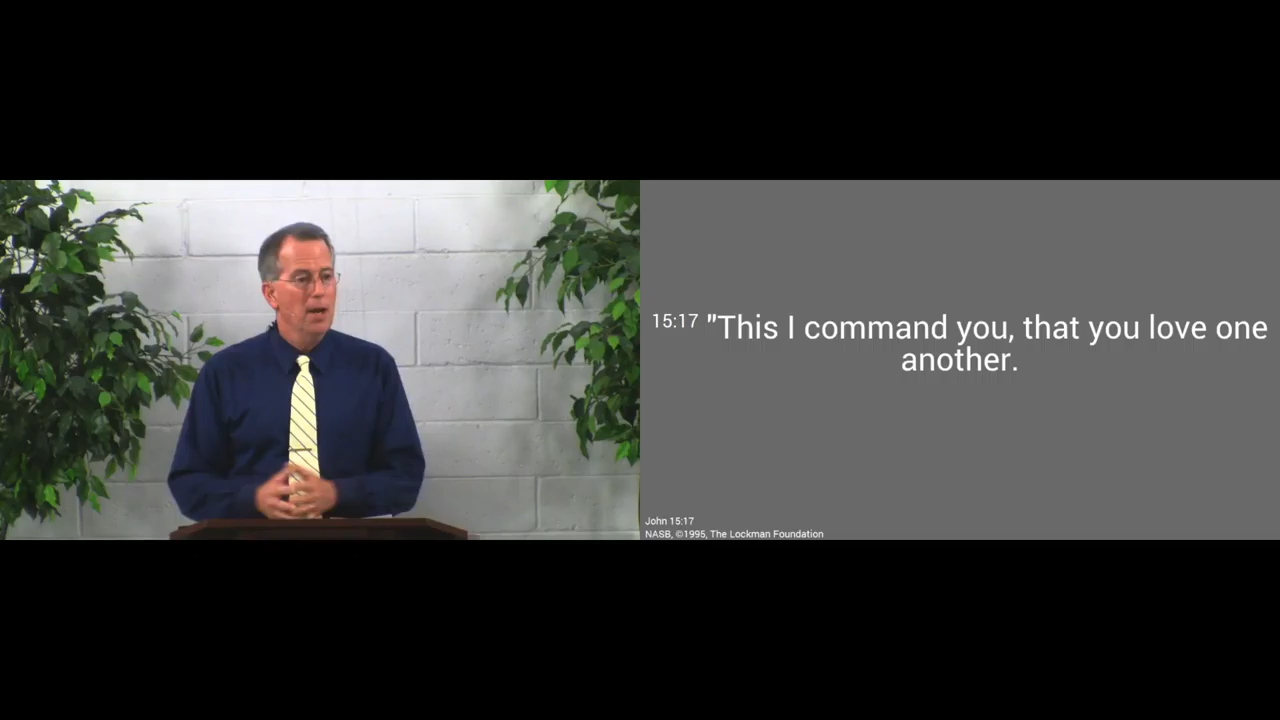 15:17 "This I command you, that you love one
another.
John 15:17
NASB, ©1995, The Lockman Foundation